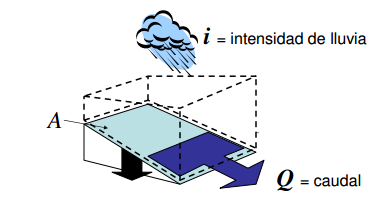 i = intensidad de lluvia
A
Q = caudal